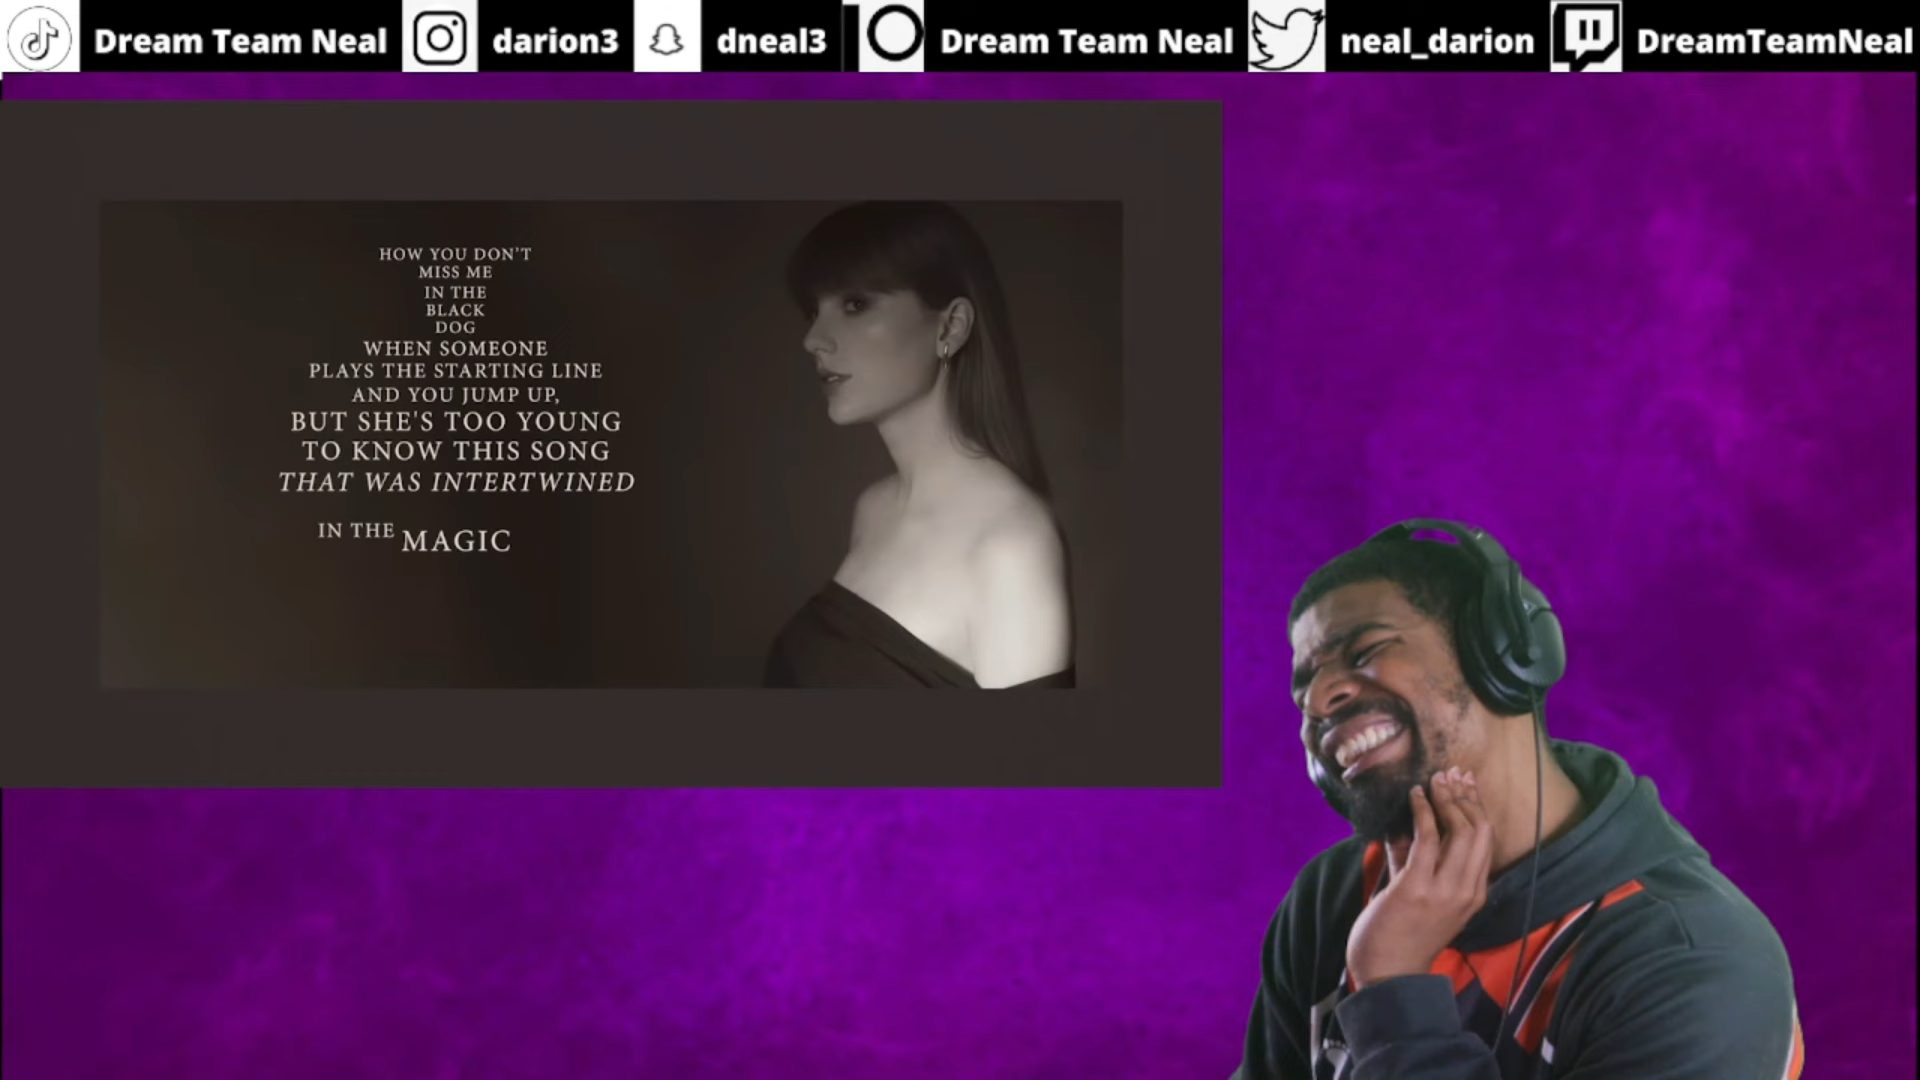 Dream Team Neal darion3 dneal3 Dream Team Neal neal_darion DreamTeamNeal
HOW YOU DON'T
MISS ME
IN THE
BLACK
DOG
WHEN SOMEONE
PLAYS THE STARTING LINE
AND YOU JUMP UP,
BUT SHE'S TOO YOUNG
TO KNOW THIS SONG
THAT WAS INTERTWINED
IN THE MAGIC